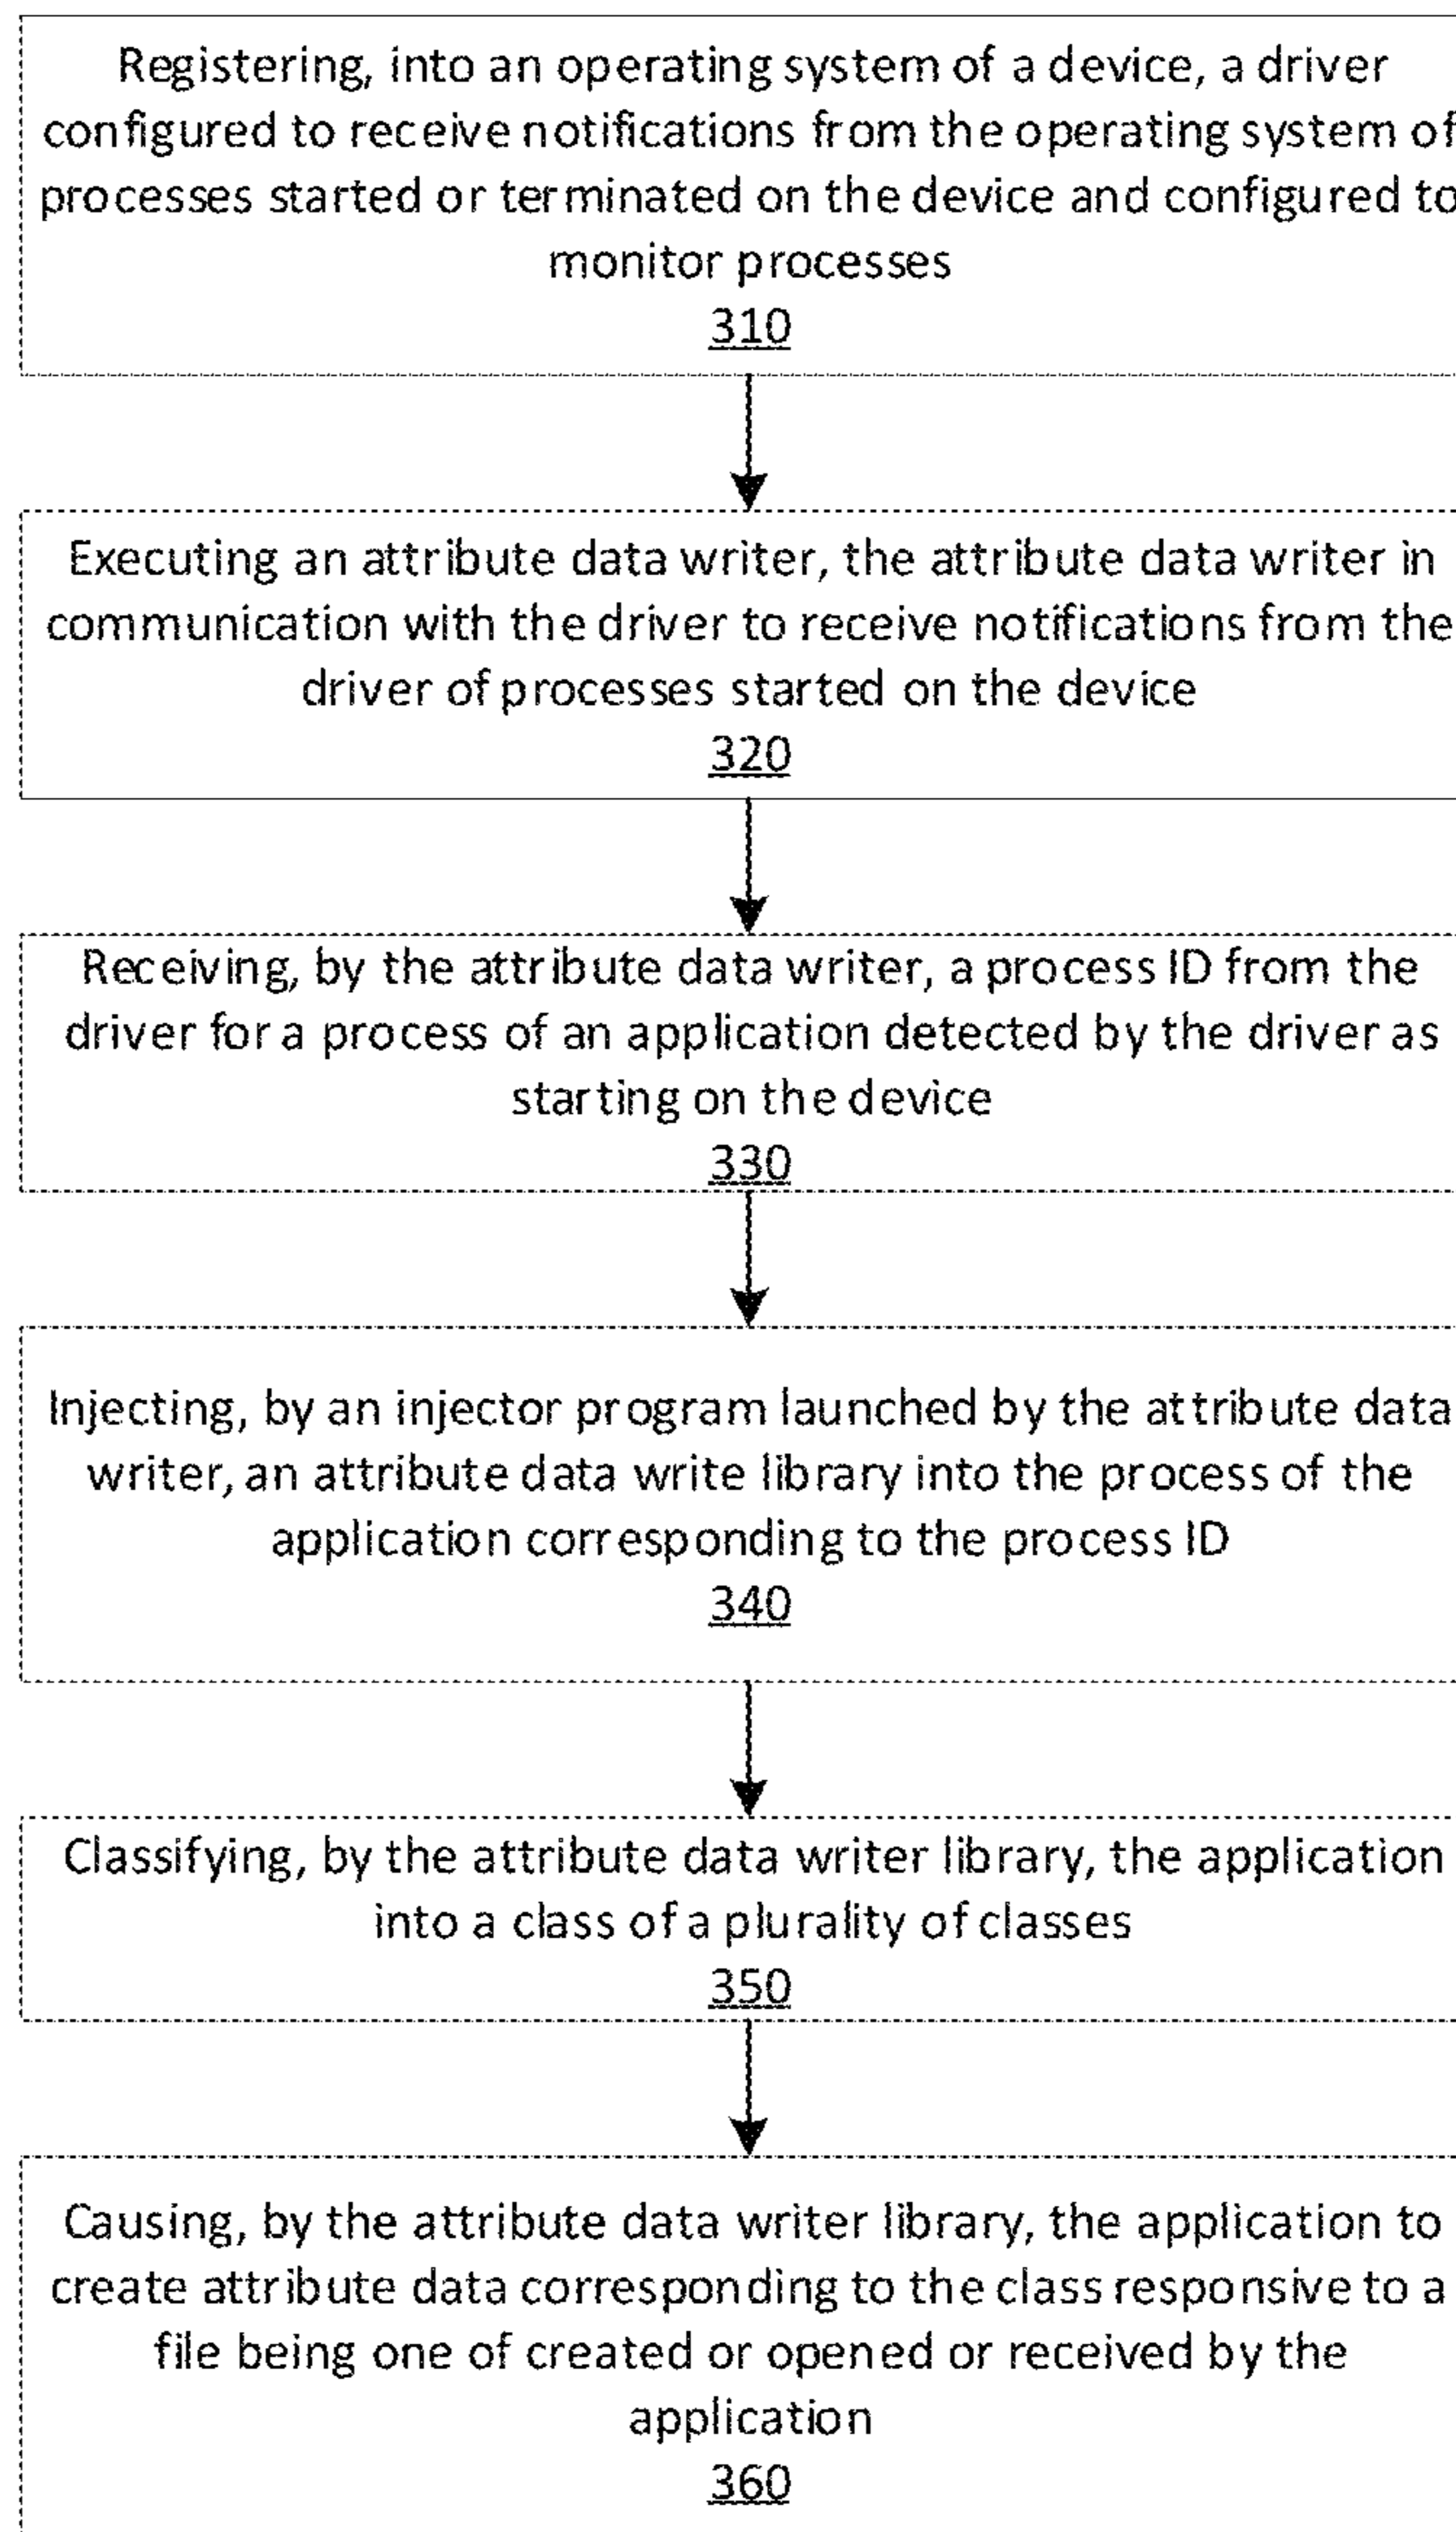 Registering, into an operating system of a device, a driver
configured to receive notifications from the operating system of
processes started or terminated on the device and configured to
monitor processes
310
Executing an attribute data writer, the attribute data writer in
communication with the driver to receive notifications from the
driver of processes started on the device
320
Receiving, by the attribute data writer, a process ID from the
driver for a process of an application detected by the driver as
starting on the device
330
Injecting, by an injector program launched by the attribute data
writer, an attribute data write library into the process of the
application corresponding to the process ID
340
Classifying, by the attribute data writer library, the application
into a class of a plurality of classes
350
Causing, by the attribute data writer library, the application to
create attribute data corresponding to the class responsive to a
file being one of created or opened or received by the
application
360